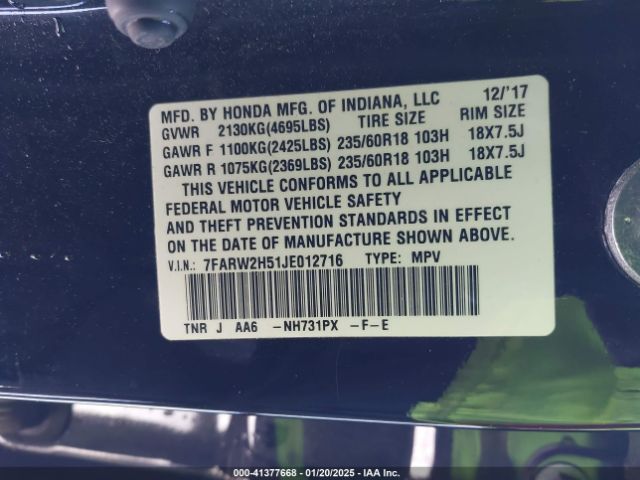 MFD. BY HONDA MFG. OF INDIANA, LLC 12/'17
GVWR 2130KG(4695LBS) TIRE SIZE RIM SIZE
GAWR F 1100KG(2425LBS) 235/60R18 103H 18X7.5J
GAWR R 1075KG(2369LBS) 235/60R18 103H 18X7.5J
THIS VEHICLE CONFORMS TO ALL APPLICABLE
FEDERAL MOTOR VEHICLE SAFETY
AND THEFT PREVENTION STANDARDS IN EFFECT
ON THE DATE OF MANUFACTURE SHOWN ABOVE.
V.I.N.: 7FARW2H51JE012716 TYPE: MPV
TNR J AA6 -NH731PX -F-E
000-41377668 - 01/20/2025 - IAA Inc.